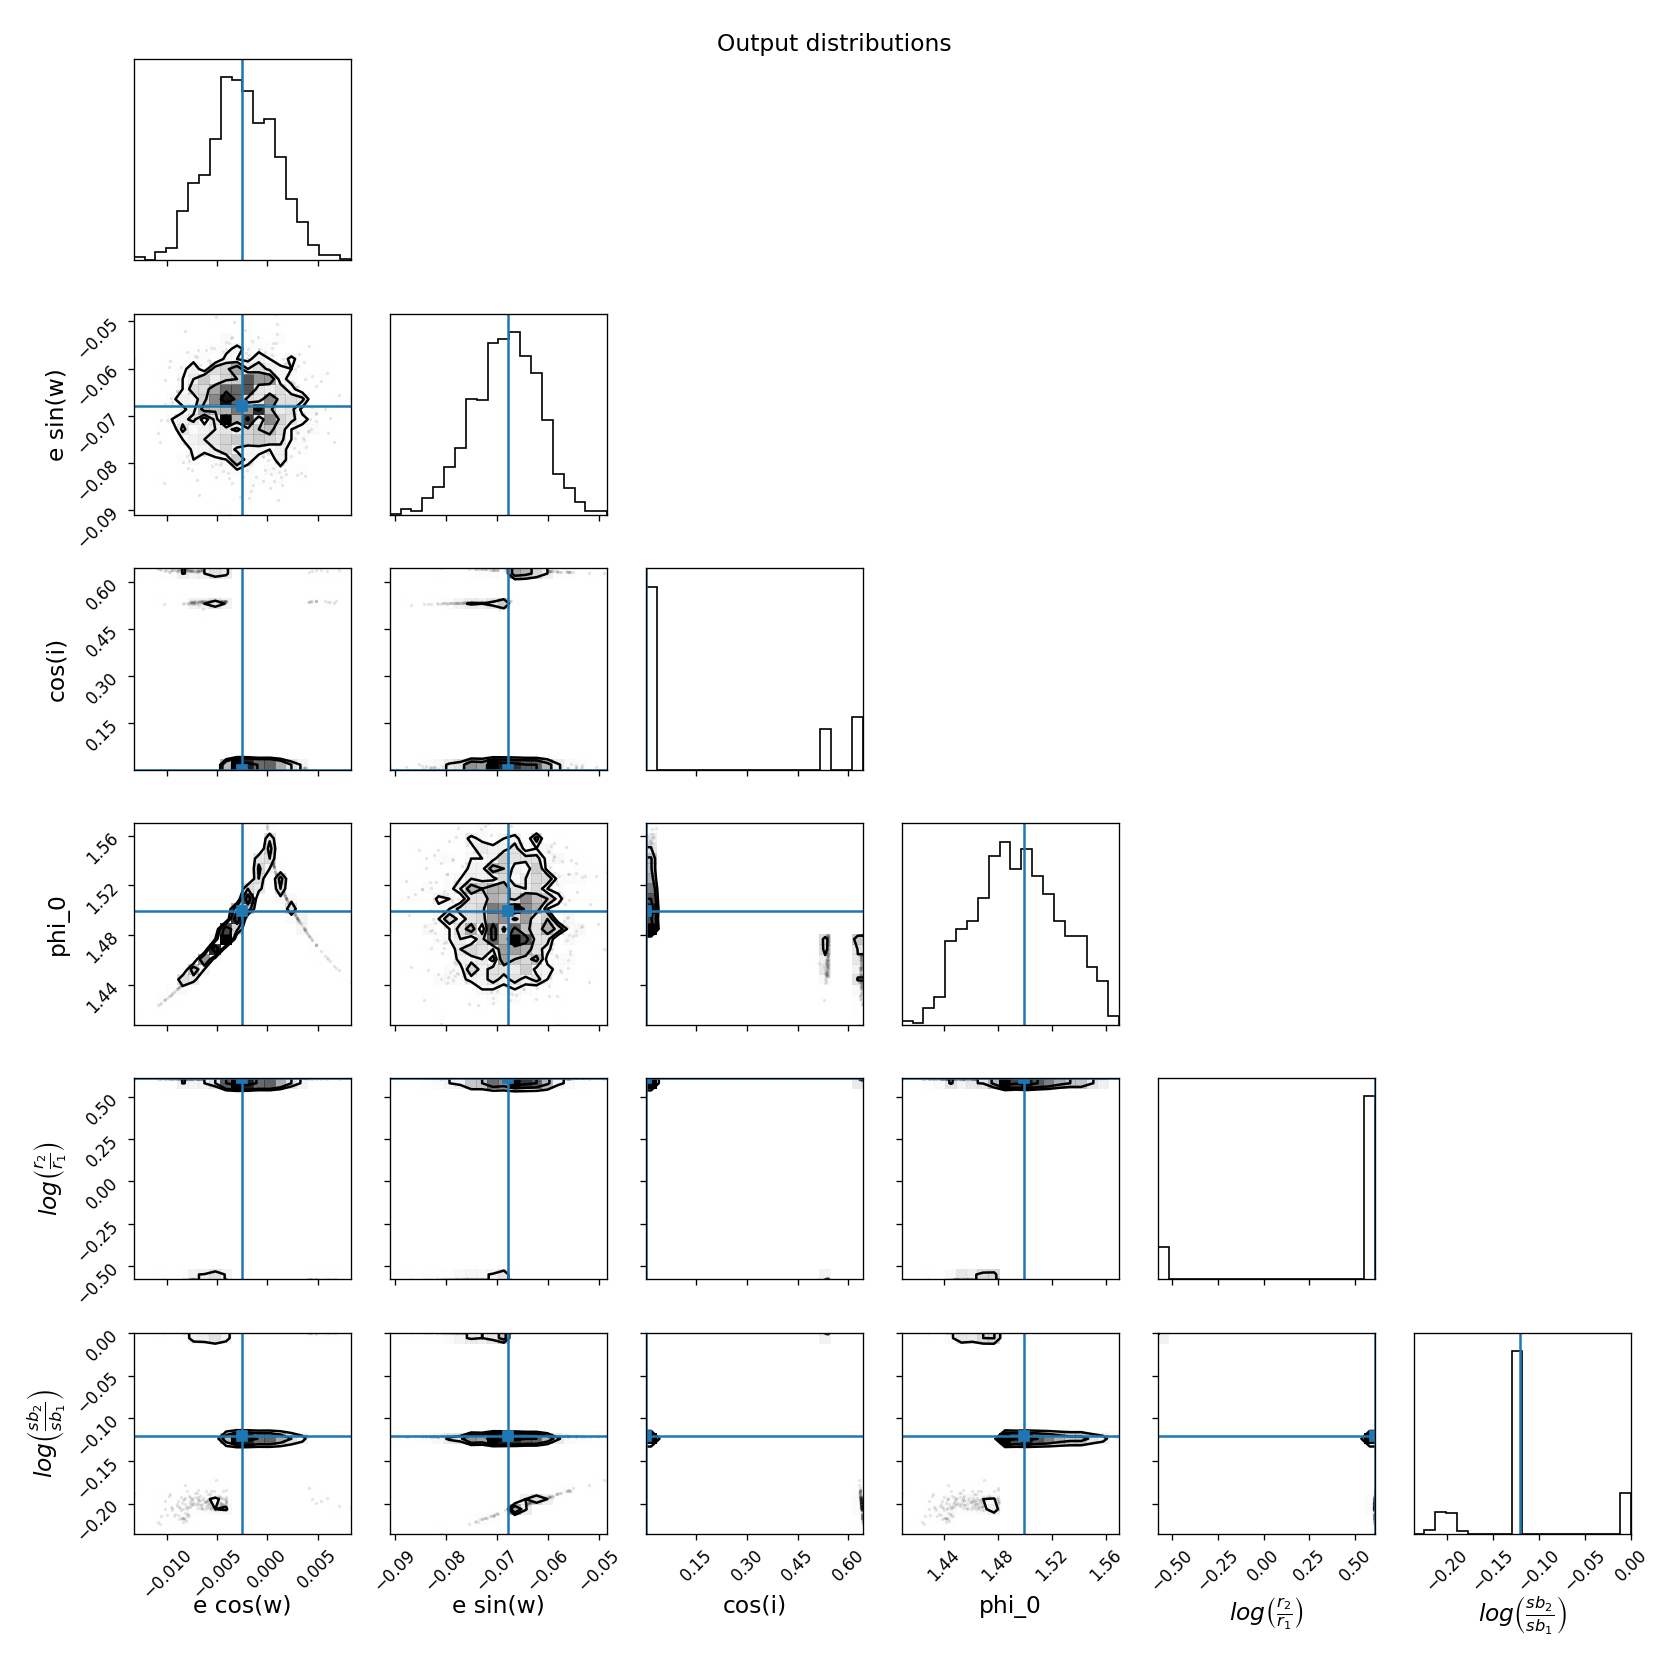 Output distributions
e sin(w)
−0.05
−0.06
−0.07
−0.08
−0.09
cos(i)
0.60
0.45
0.30
0.15
phi_0
1.56
1.52
1.48
1.44
log(r₂/r₁)
0.50
0.25
0.00
−0.25
−0.50
log(sb₂/sb₁)
0.00
−0.05
−0.10
−0.15
−0.20
−0.010 −0.005 0.000 0.005 −0.09 −0.08 −0.07 −0.06 −0.05 0.15 0.30 0.45 0.60 1.44 1.48 1.52 1.56 −0.50 −0.25 0.00 0.25 0.50 −0.20 −0.15 −0.10 −0.05 0.00
e cos(w) e sin(w) cos(i) phi_0 log(r₂/r₁) log(sb₂/sb₁)